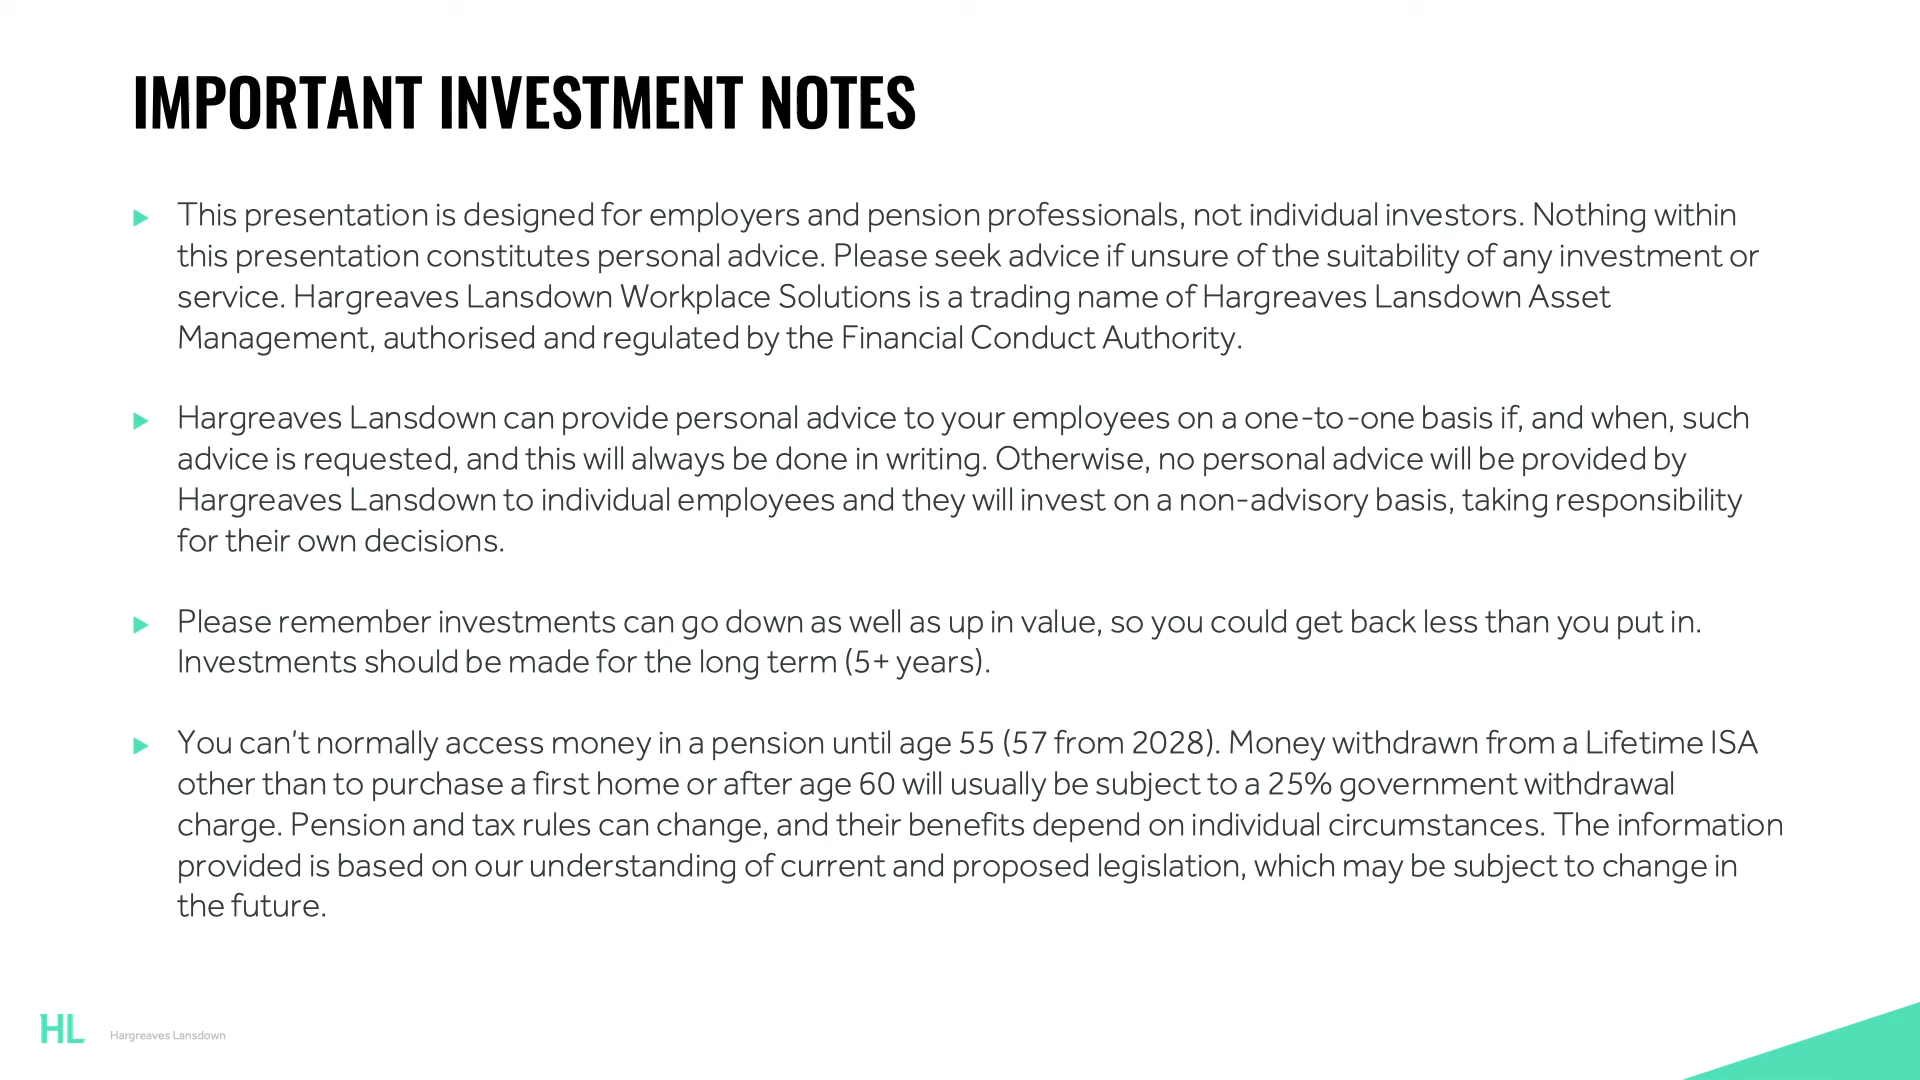 IMPORTANT INVESTMENT NOTES
This presentation is designed for employers and pension professionals, not individual investors. Nothing within
this presentation constitutes personal advice. Please seek advice if unsure of the suitability of any investment or
service. Hargreaves Lansdown Workplace Solutions is a trading name of Hargreaves Lansdown Asset
Management, authorised and regulated by the Financial Conduct Authority.
Hargreaves Lansdown can provide personal advice to your employees on a one-to-one basis if, and when, such
advice is requested, and this will always be done in writing. Otherwise, no personal advice will be provided by
Hargreaves Lansdown to individual employees and they will invest on a non-advisory basis, taking responsibility
for their own decisions.
Please remember investments can go down as well as up in value, so you could get back less than you put in.
Investments should be made for the long term (5+ years).
You can't normally access money in a pension until age 55 (57 from 2028). Money withdrawn from a Lifetime ISA
other than to purchase a first home or after age 60 will usually be subject to a 25% government withdrawal
charge. Pension and tax rules can change, and their benefits depend on individual circumstances. The information
provided is based on our understanding of current and proposed legislation, which may be subject to change in
the future.
HL Hargreaves Lansdown